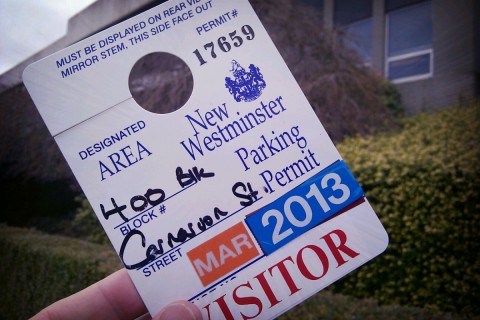 MUST BE DISPLAYED ON REAR VIEW
MIRROR STEM, THIS SIDE FACE OUT
PERMIT#
17659
New
Westminster
Parking
Permit
DESIGNATED
AREA
400 Blk
BLOCK #
Carnarvon St.
STREET
MAR
2013
VISITOR